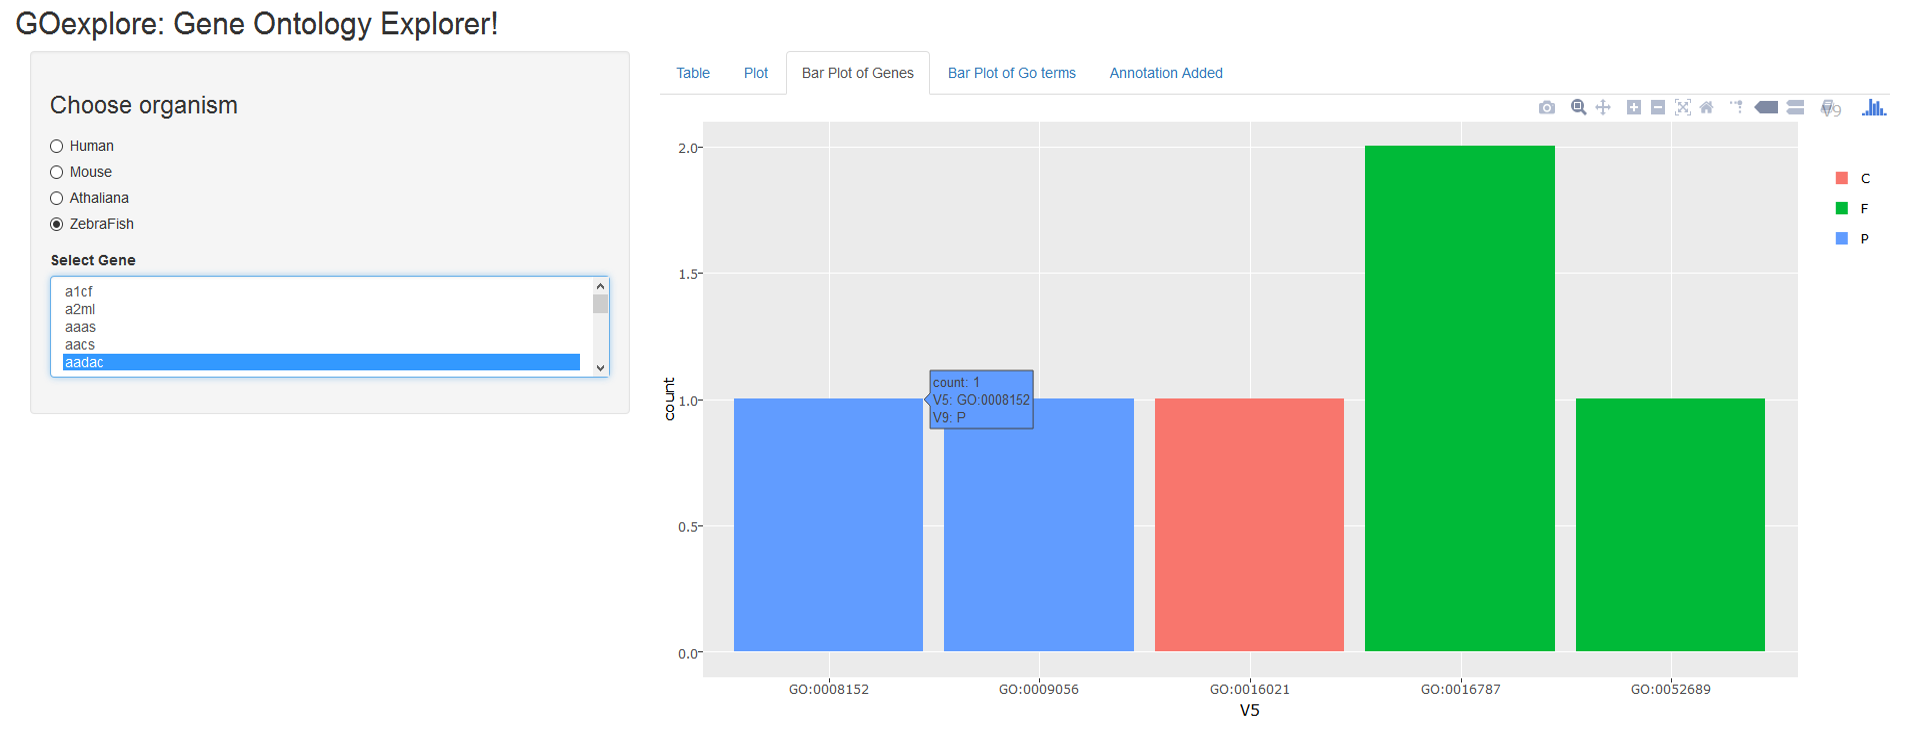 GOexplore: Gene Ontology Explorer!
Choose organism
Human
Mouse
Athaliana
ZebraFish
Select Gene
a1cf
a2ml
aaas
aacs
aadac
Table Plot Bar Plot of Genes Bar Plot of Go terms Annotation Added
V9
C
F
P
2.0
1.5
1.0
0.5
0.0
count
count: 1
V5: GO:0008152
V9: P
GO:0008152 GO:0009056 GO:0016021 GO:0016787 GO:0052689
V5